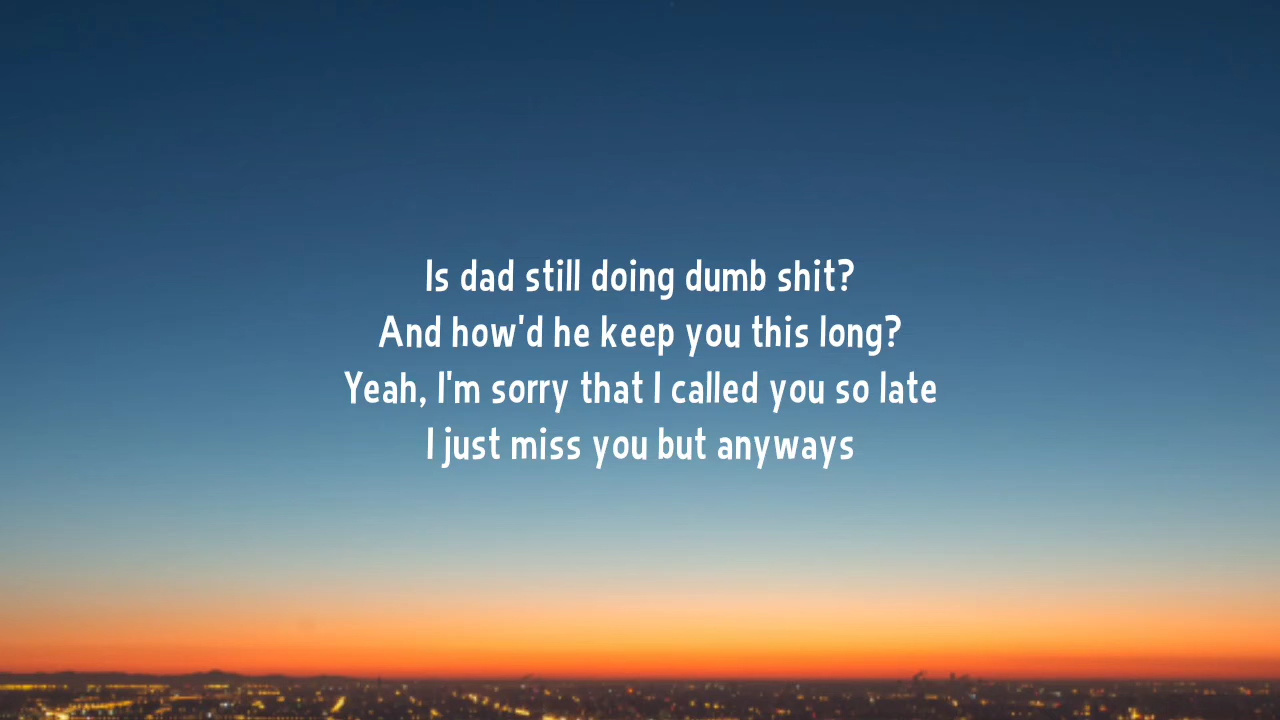 Is dad still doing dumb shit?
And how'd he keep you this long?
Yeah, I'm sorry that I called you so late
I just miss you but anyways